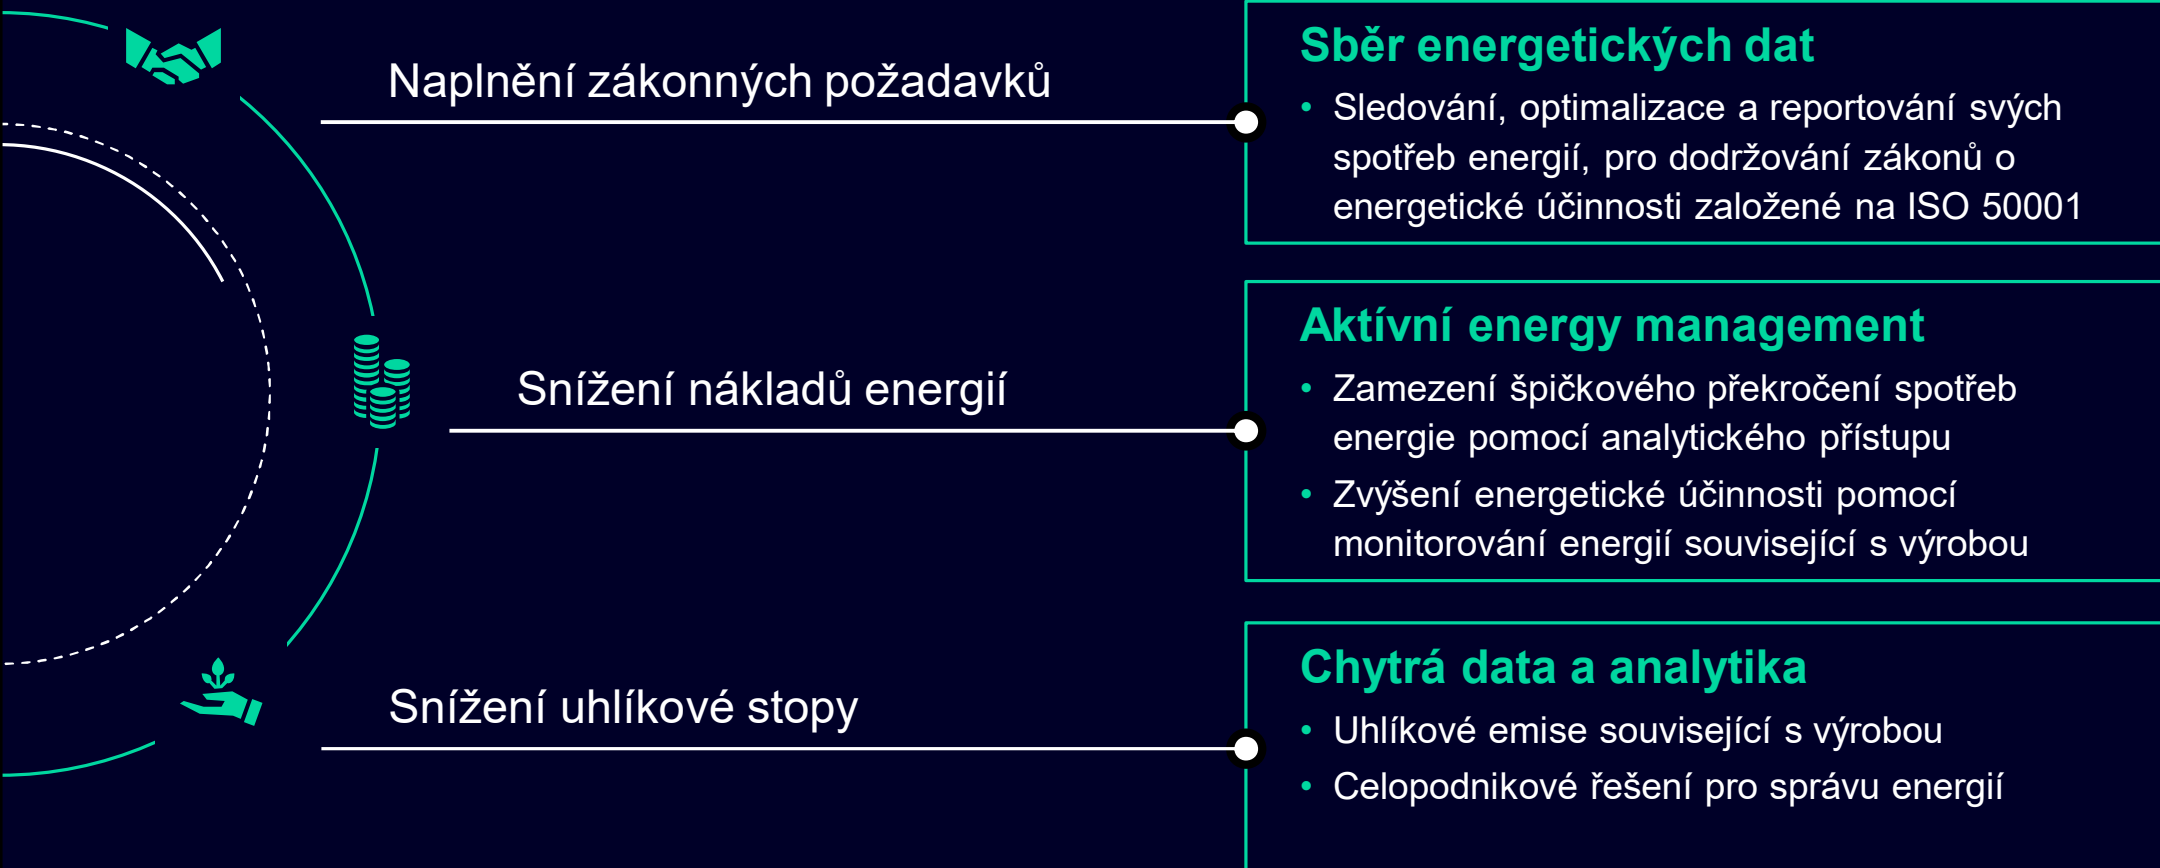 Naplnění zákonných požadavků
Sběr energetických dat
• Sledování, optimalizace a reportování svých
spotřeb energií, pro dodržování zákonů o
energetické účinnosti založené na ISO 50001
Snížení nákladů energií
Aktívní energy management
• Zamezení špičkového překročení spotřeb
energie pomocí analytického přístupu
• Zvýšení energetické účinnosti pomocí
monitorování energií související s výrobou
Snížení uhlíkové stopy
Chytrá data a analytika
• Uhlíkové emise související s výrobou
• Celopodnikové řešení pro správu energií